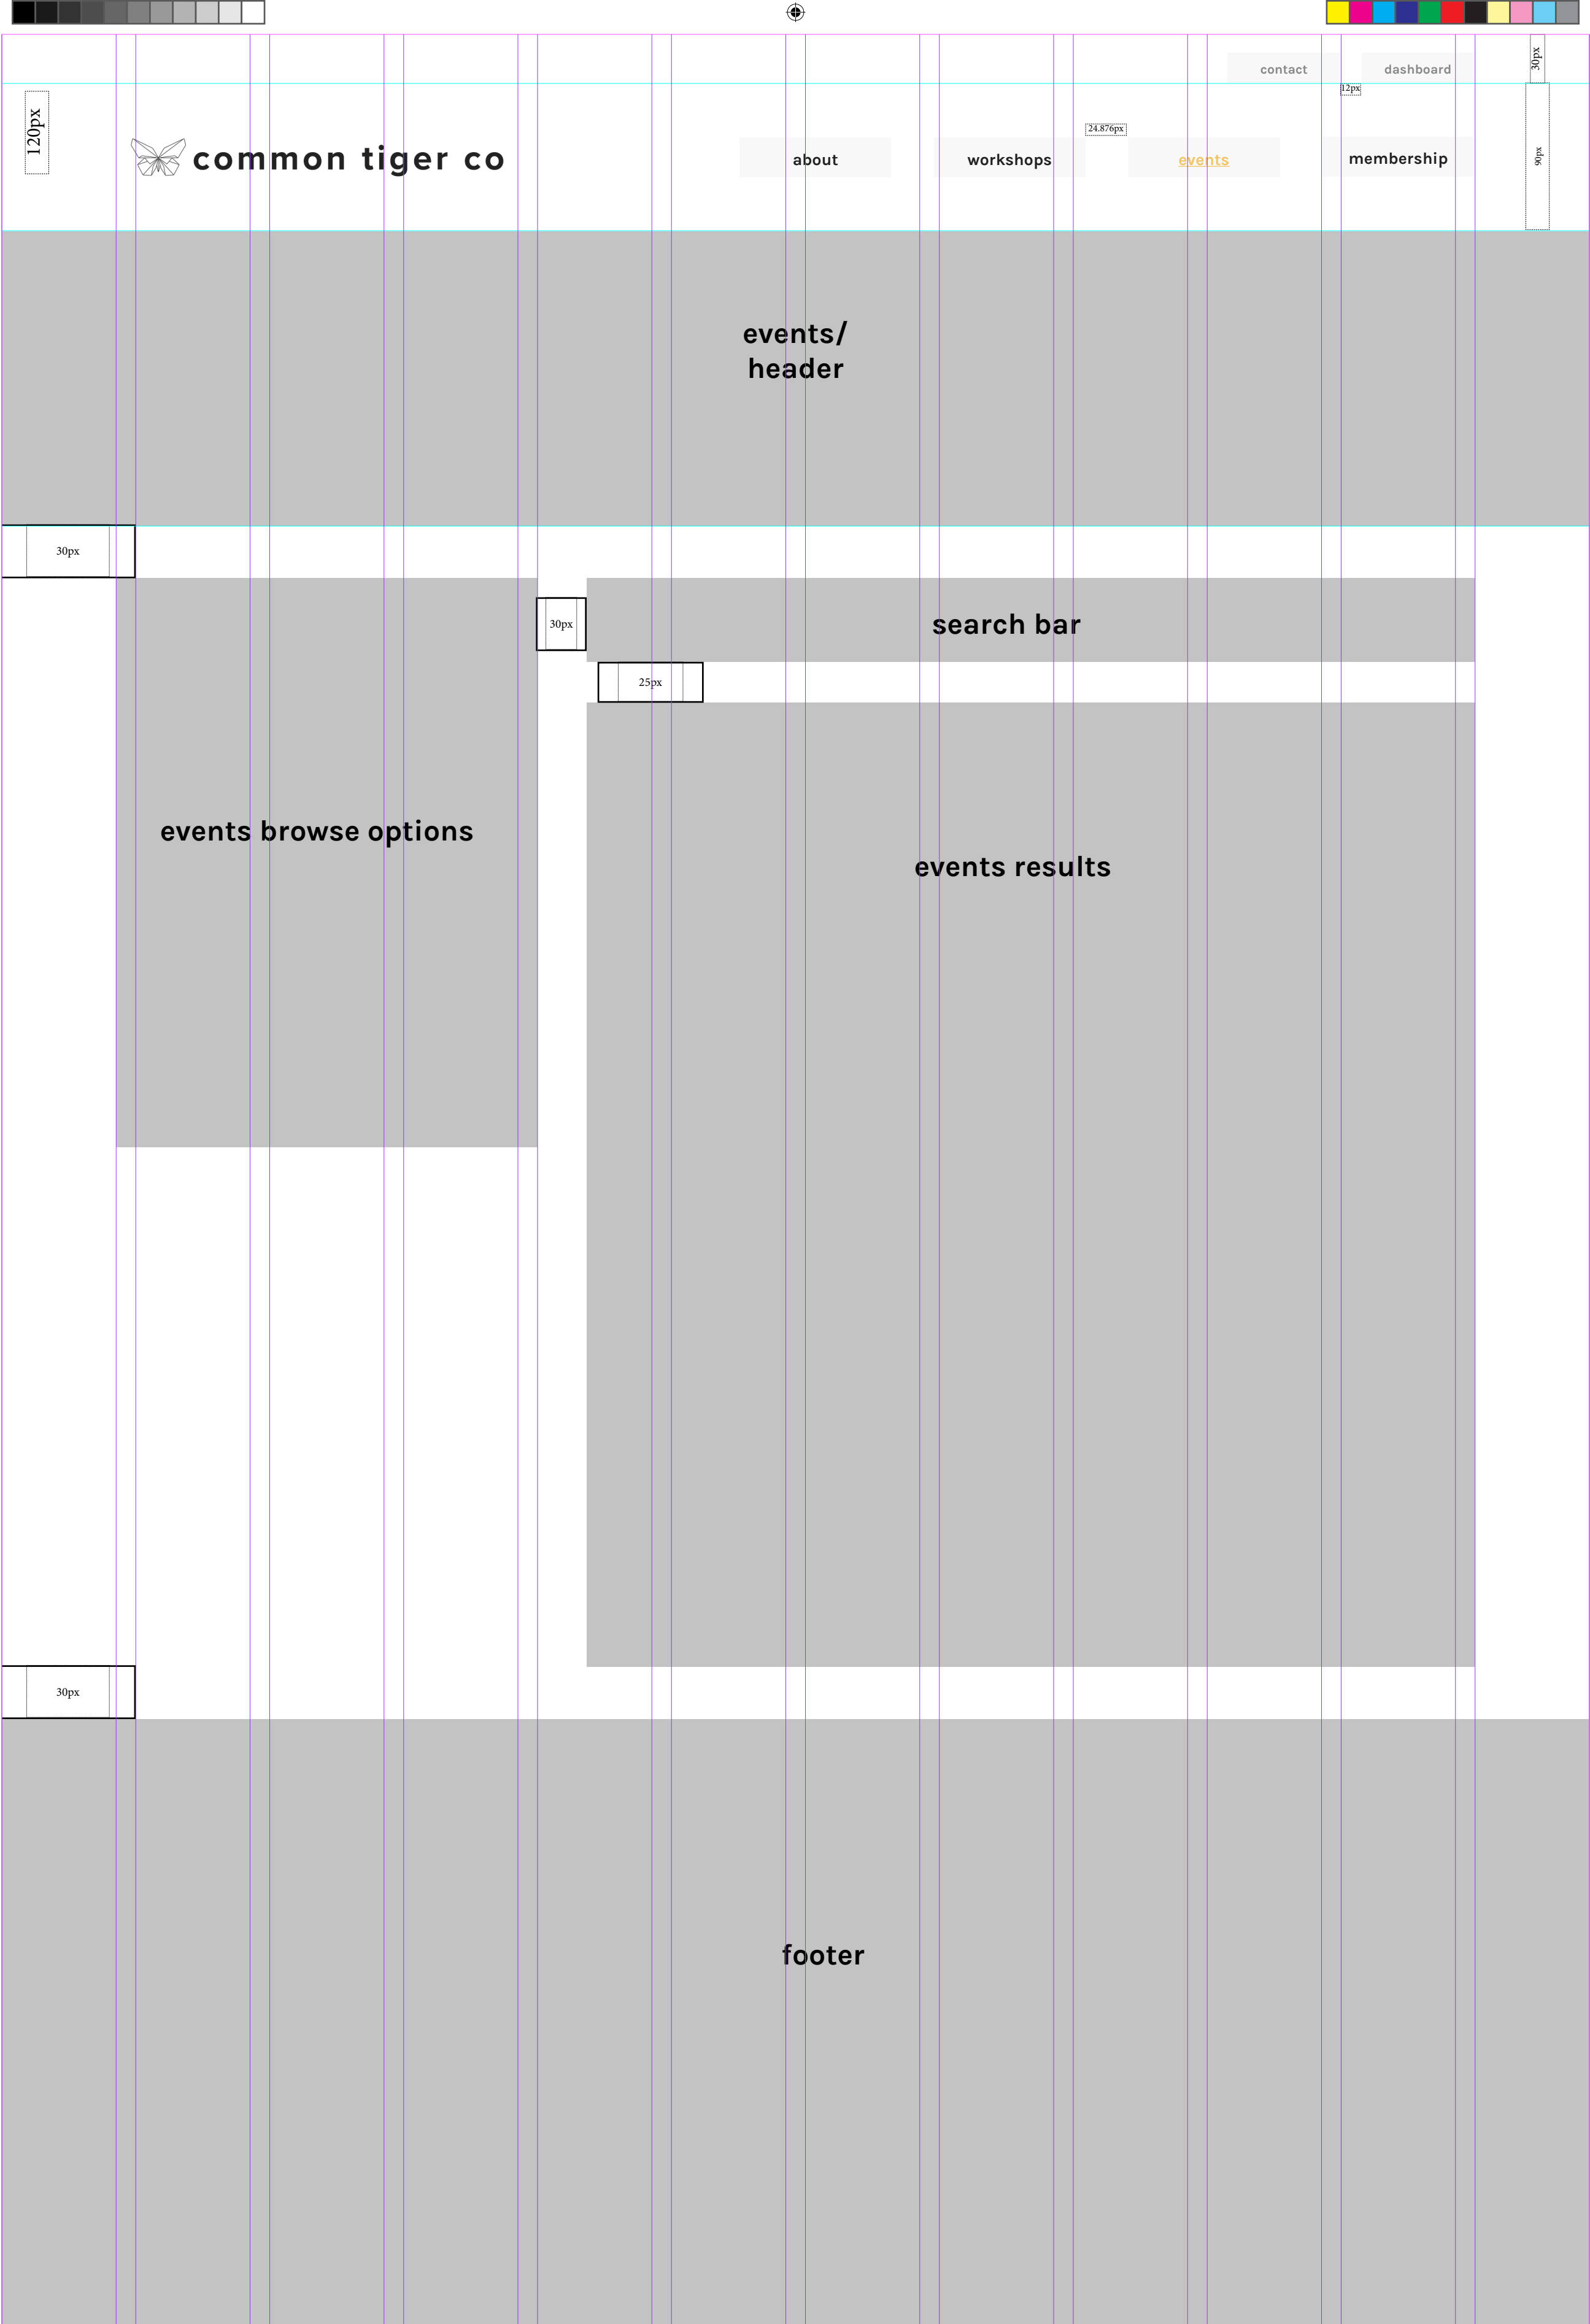 contact
dashboard
30px
12px
120px
24.876px
common tiger co
about
workshops
events
membership
90px
events/
header
30px
30px
search bar
25px
events browse options
events results
30px
footer